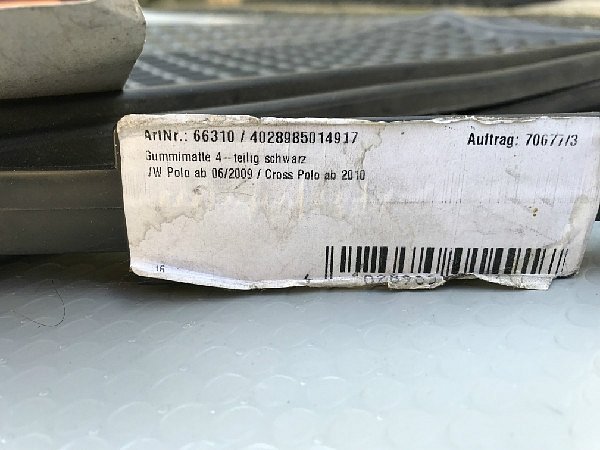 ArtNr.: 66310 / 4028985014917
Auftrag: 70677/3
Gummimatte 4--teilig schwarz
VW Polo ab 06/2009 / Cross Polo ab 2010
16